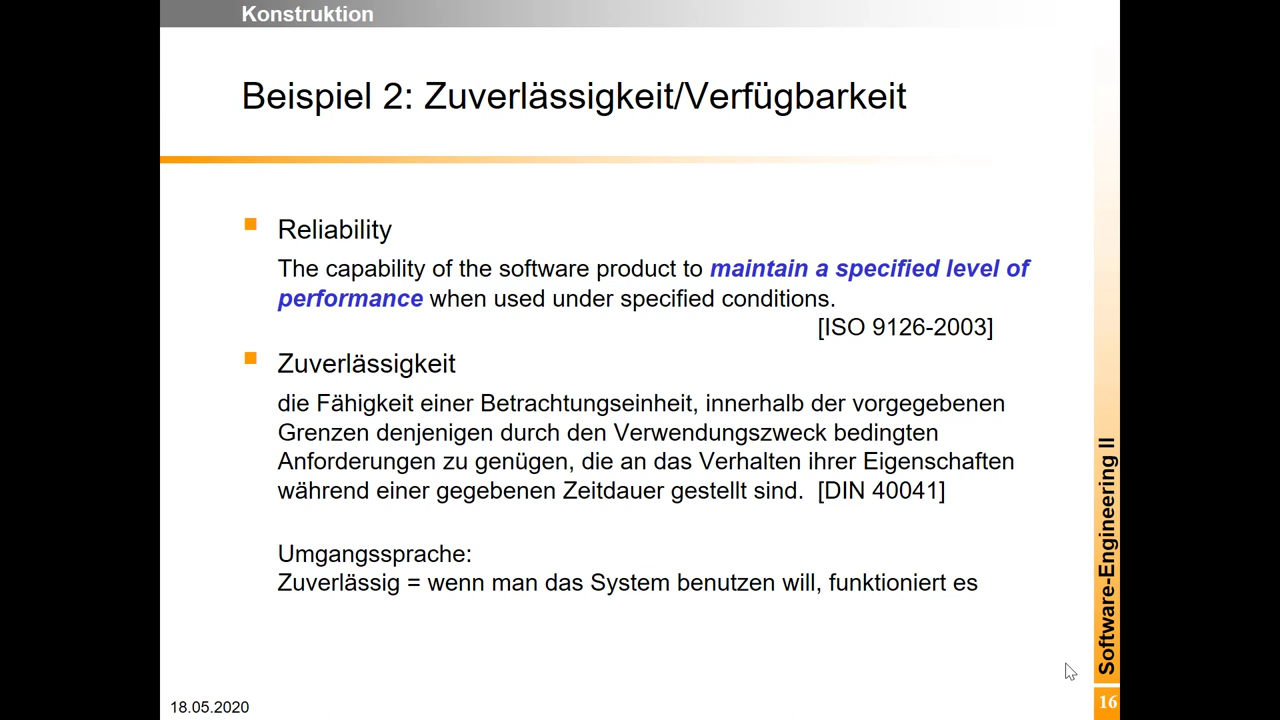 Konstruktion
Beispiel 2: Zuverlässigkeit/Verfügbarkeit
Reliability
The capability of the software product to maintain a specified level of
performance when used under specified conditions.
[ISO 9126-2003]
Zuverlässigkeit
die Fähigkeit einer Betrachtungseinheit, innerhalb der vorgegebenen
Grenzen denjenigen durch den Verwendungszweck bedingten
Anforderungen zu genügen, die an das Verhalten ihrer Eigenschaften
während einer gegebenen Zeitdauer gestellt sind. [DIN 40041]
Umgangssprache:
Zuverlässig = wenn man das System benutzen will, funktioniert es
Software-Engineering II
18.05.2020
16